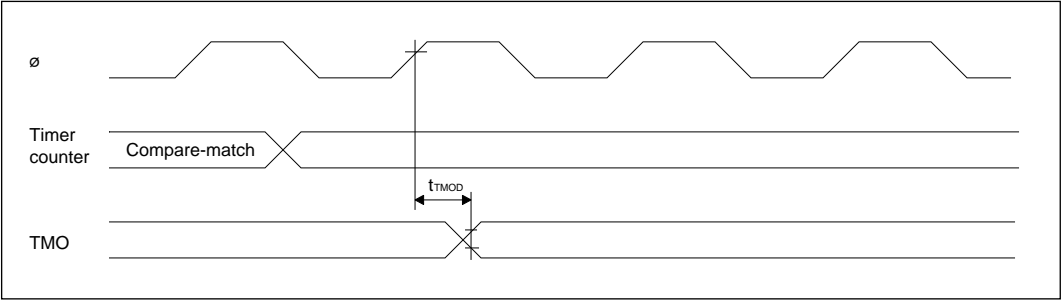 ø
Timer
counter
Compare-match
tTMOD
TMO